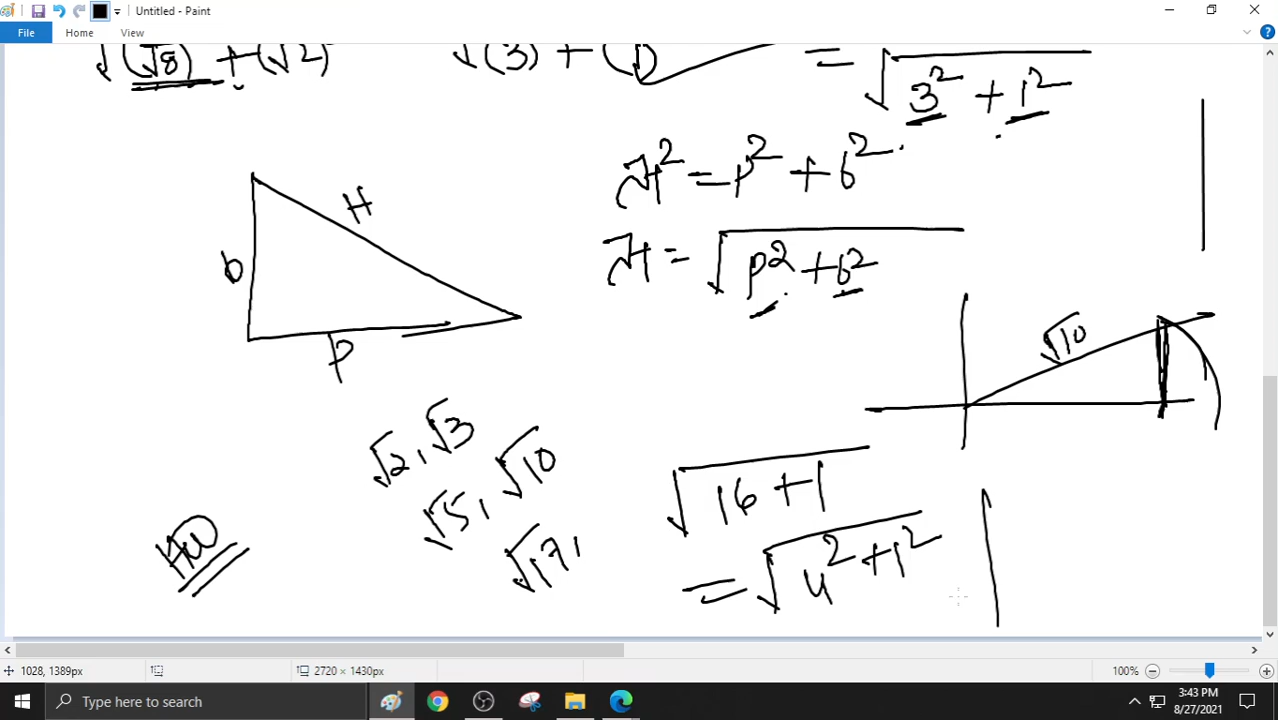 Untitled - Paint
File Home View
√(√8) + (√2)
√(3) + (1)
= √3² + 1²
H² = p² + b²
H = √p² + b²
H
b
p
√10
√2, √3
√5, √10
√17,
HW
√16 + 1
= √4² + 1²
1028, 1389px
2720 × 1430px
100%
Type here to search
3:43 PM
8/27/2021